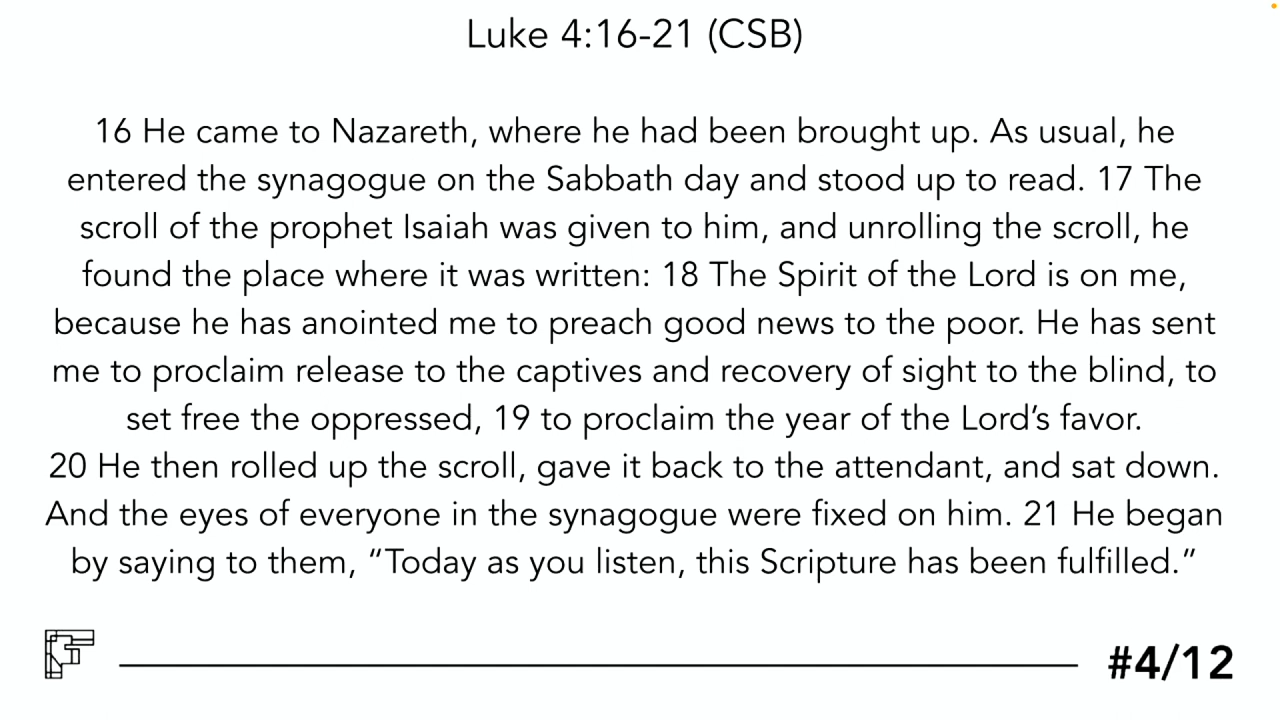 Luke 4:16-21 (CSB)
16 He came to Nazareth, where he had been brought up. As usual, he
entered the synagogue on the Sabbath day and stood up to read. 17 The
scroll of the prophet Isaiah was given to him, and unrolling the scroll, he
found the place where it was written: 18 The Spirit of the Lord is on me,
because he has anointed me to preach good news to the poor. He has sent
me to proclaim release to the captives and recovery of sight to the blind, to
set free the oppressed, 19 to proclaim the year of the Lord’s favor.
20 He then rolled up the scroll, gave it back to the attendant, and sat down.
And the eyes of everyone in the synagogue were fixed on him. 21 He began
by saying to them, “Today as you listen, this Scripture has been fulfilled.”
#4/12